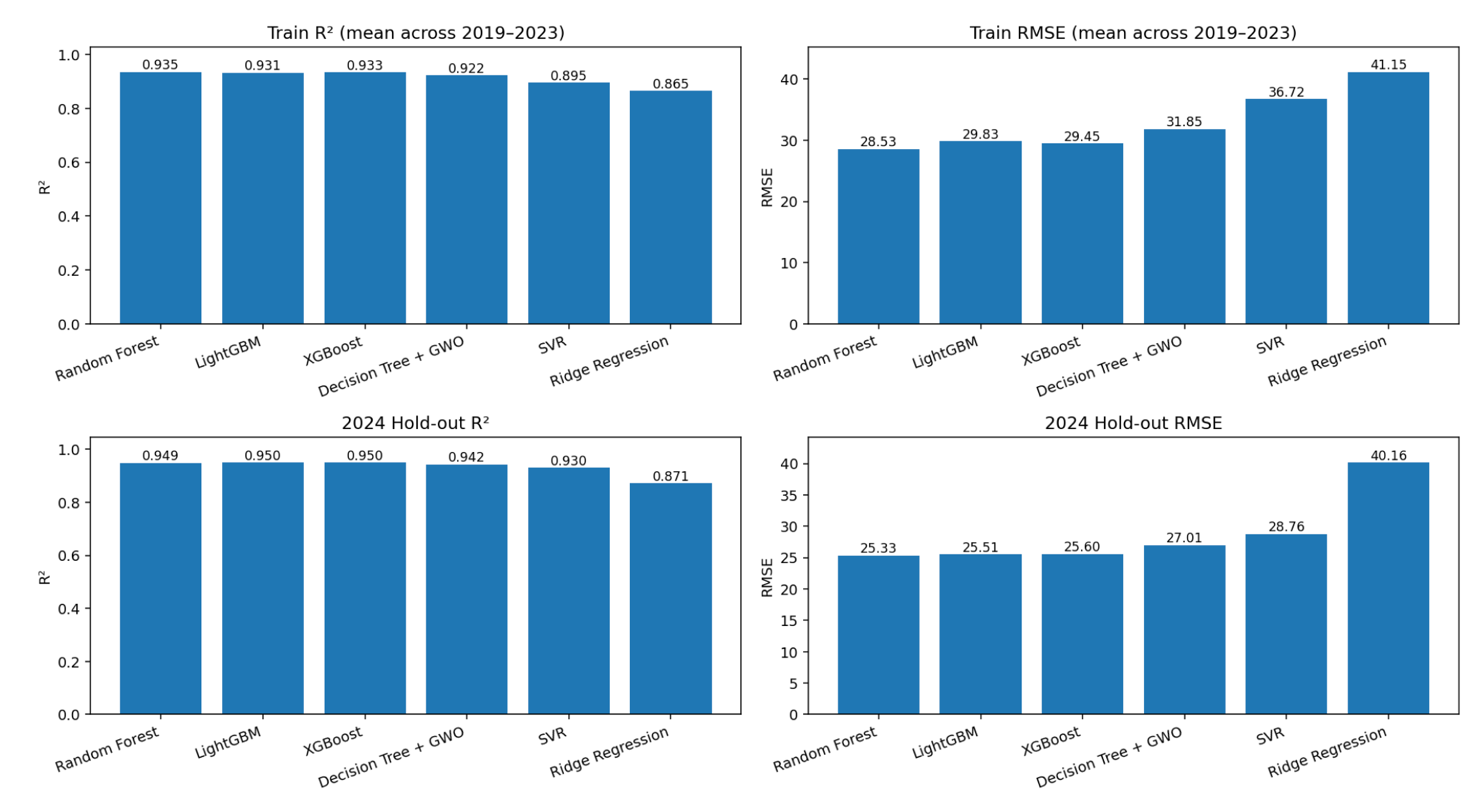 Train R² (mean across 2019–2023)
R²
1.0
0.8
0.6
0.4
0.2
0.0
0.935
0.931
0.933
0.922
0.895
0.865
Random Forest
LightGBM
XGBoost
Decision Tree + GWO
SVR
Ridge Regression
Train RMSE (mean across 2019–2023)
RMSE
40
30
20
10
0
28.53
29.83
29.45
31.85
36.72
41.15
Random Forest
LightGBM
XGBoost
Decision Tree + GWO
SVR
Ridge Regression
2024 Hold-out R²
R²
1.0
0.8
0.6
0.4
0.2
0.0
0.949
0.950
0.950
0.942
0.930
0.871
Random Forest
LightGBM
XGBoost
Decision Tree + GWO
SVR
Ridge Regression
2024 Hold-out RMSE
RMSE
40
35
30
25
20
15
10
5
0
25.33
25.51
25.60
27.01
28.76
40.16
Random Forest
LightGBM
XGBoost
Decision Tree + GWO
SVR
Ridge Regression